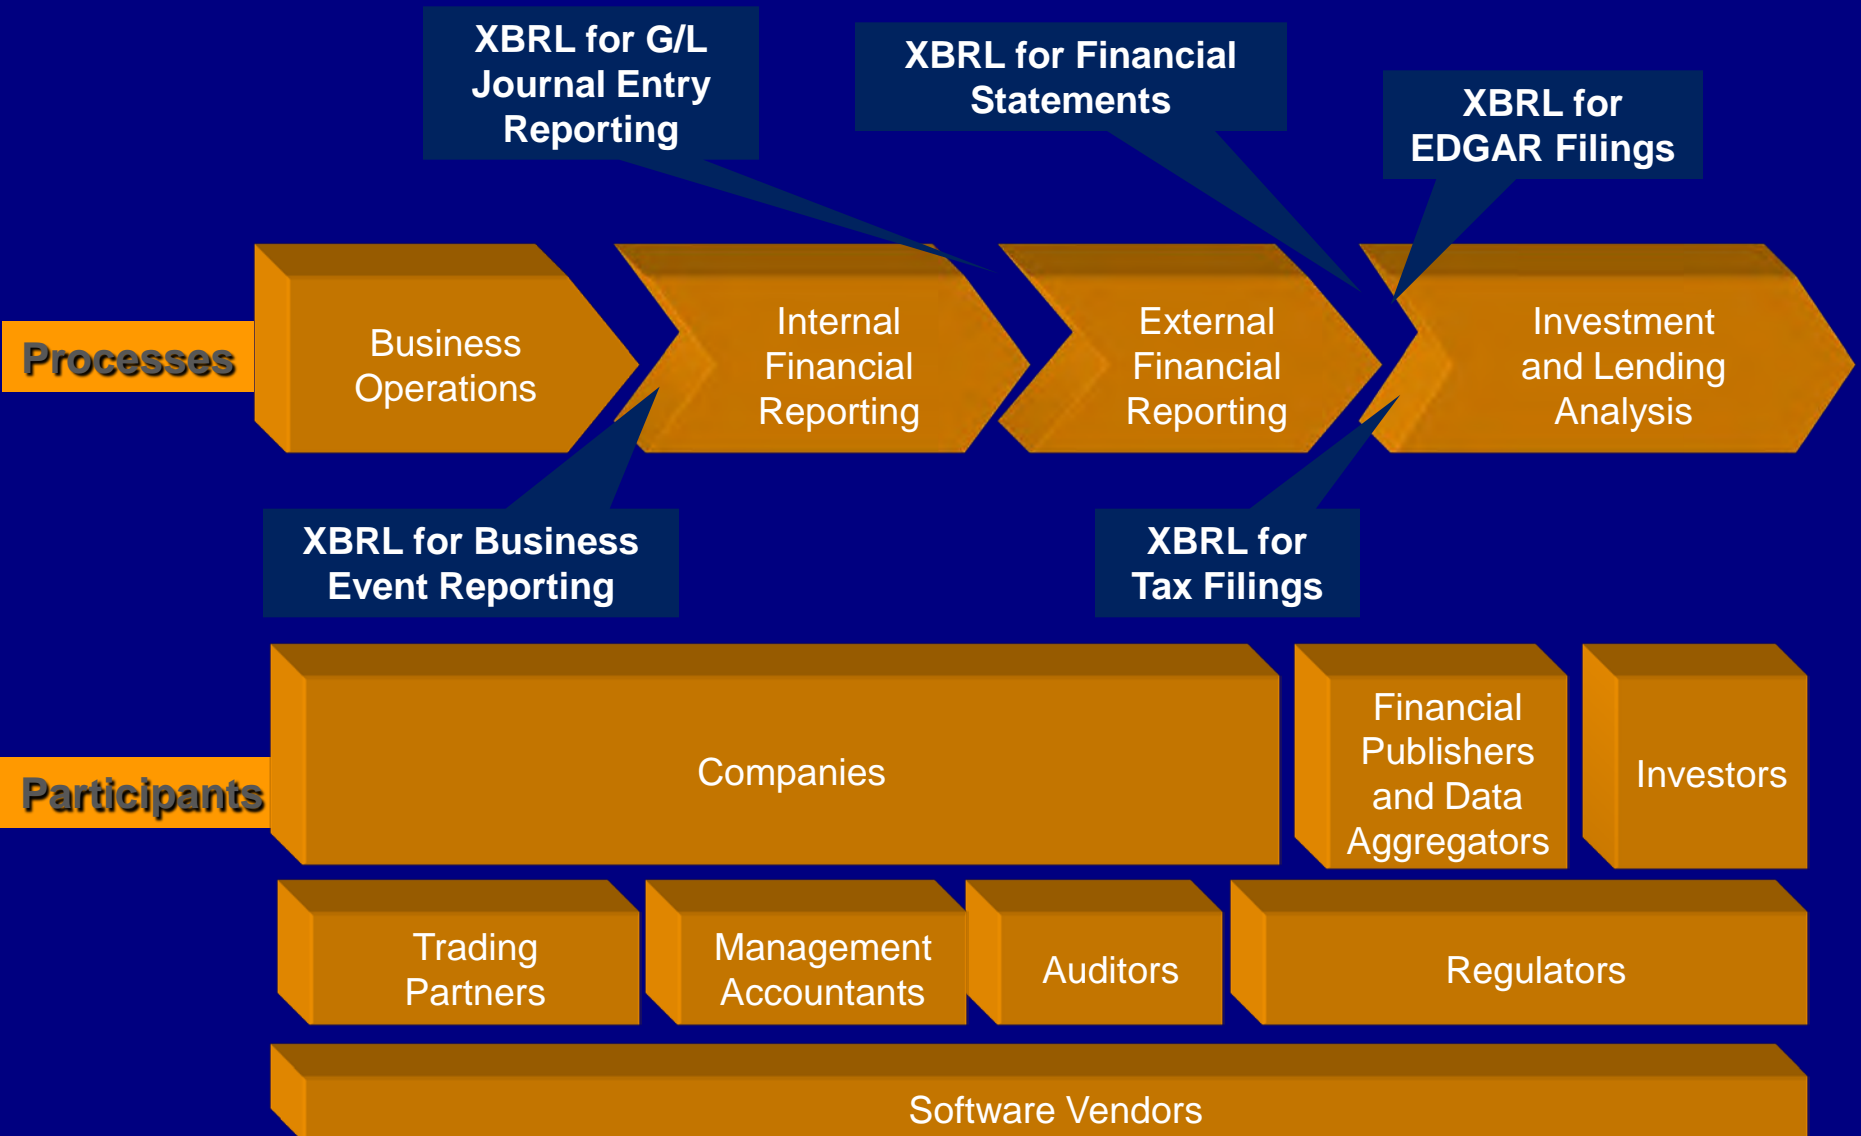 XBRL for G/L
Journal Entry
Reporting
XBRL for Financial
Statements
XBRL for
EDGAR Filings
Processes
Business
Operations
Internal
Financial
Reporting
External
Financial
Reporting
Investment
and Lending
Analysis
XBRL for Business
Event Reporting
XBRL for
Tax Filings
Participants
Companies
Financial
Publishers
and Data
Aggregators
Investors
Trading
Partners
Management
Accountants
Auditors
Regulators
Software Vendors